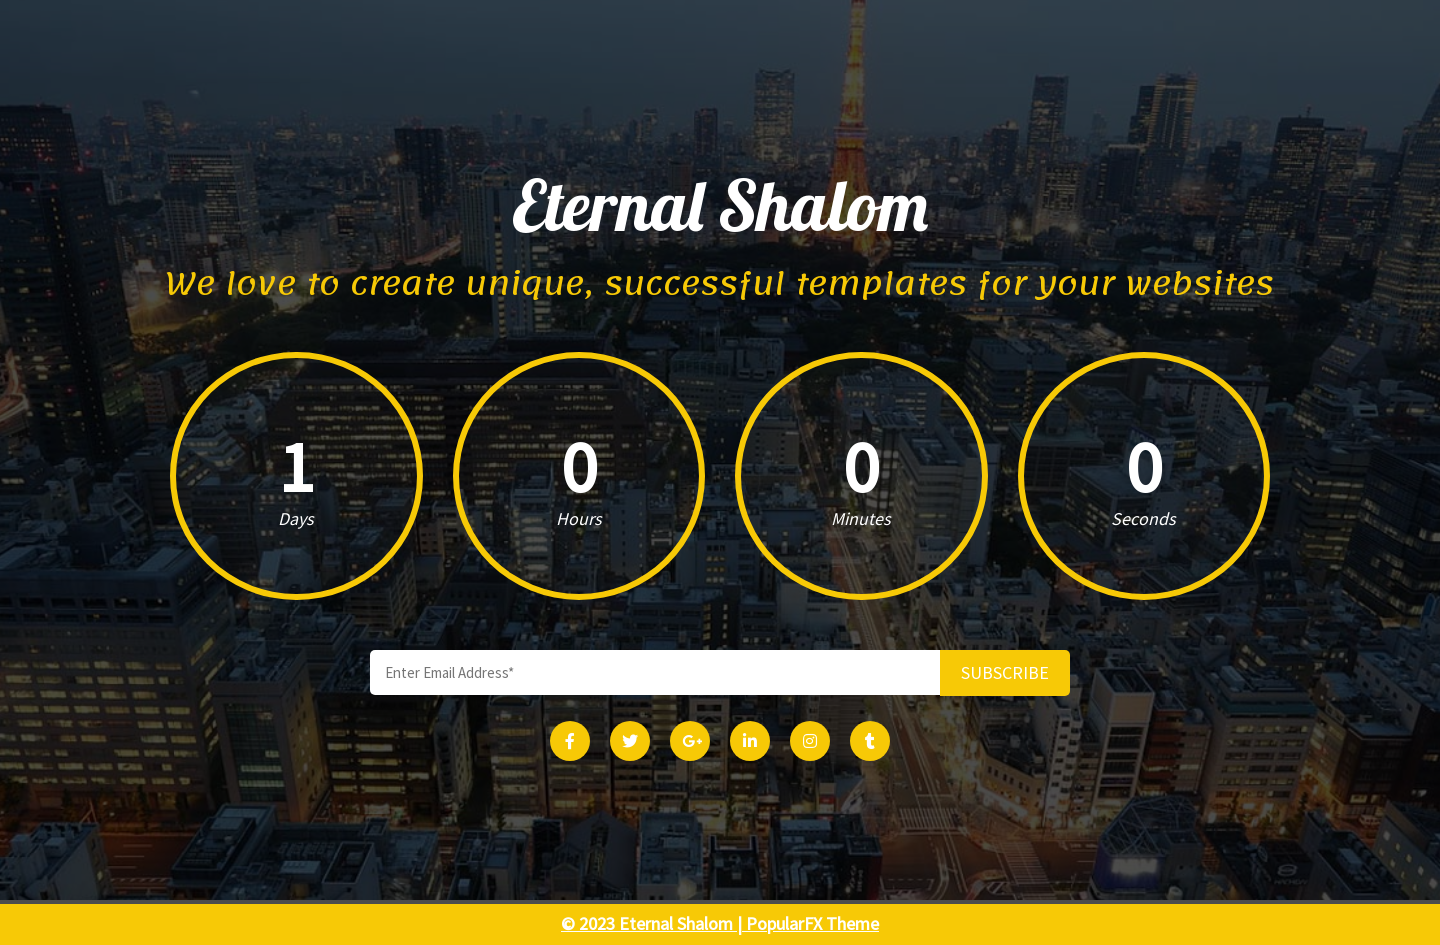 Eternal Shalom
We love to create unique, successful templates for your websites
1
Days
0
Hours
0
Minutes
0
Seconds
Enter Email Address*
SUBSCRIBE
© 2023 Eternal Shalom | PopularFX Theme